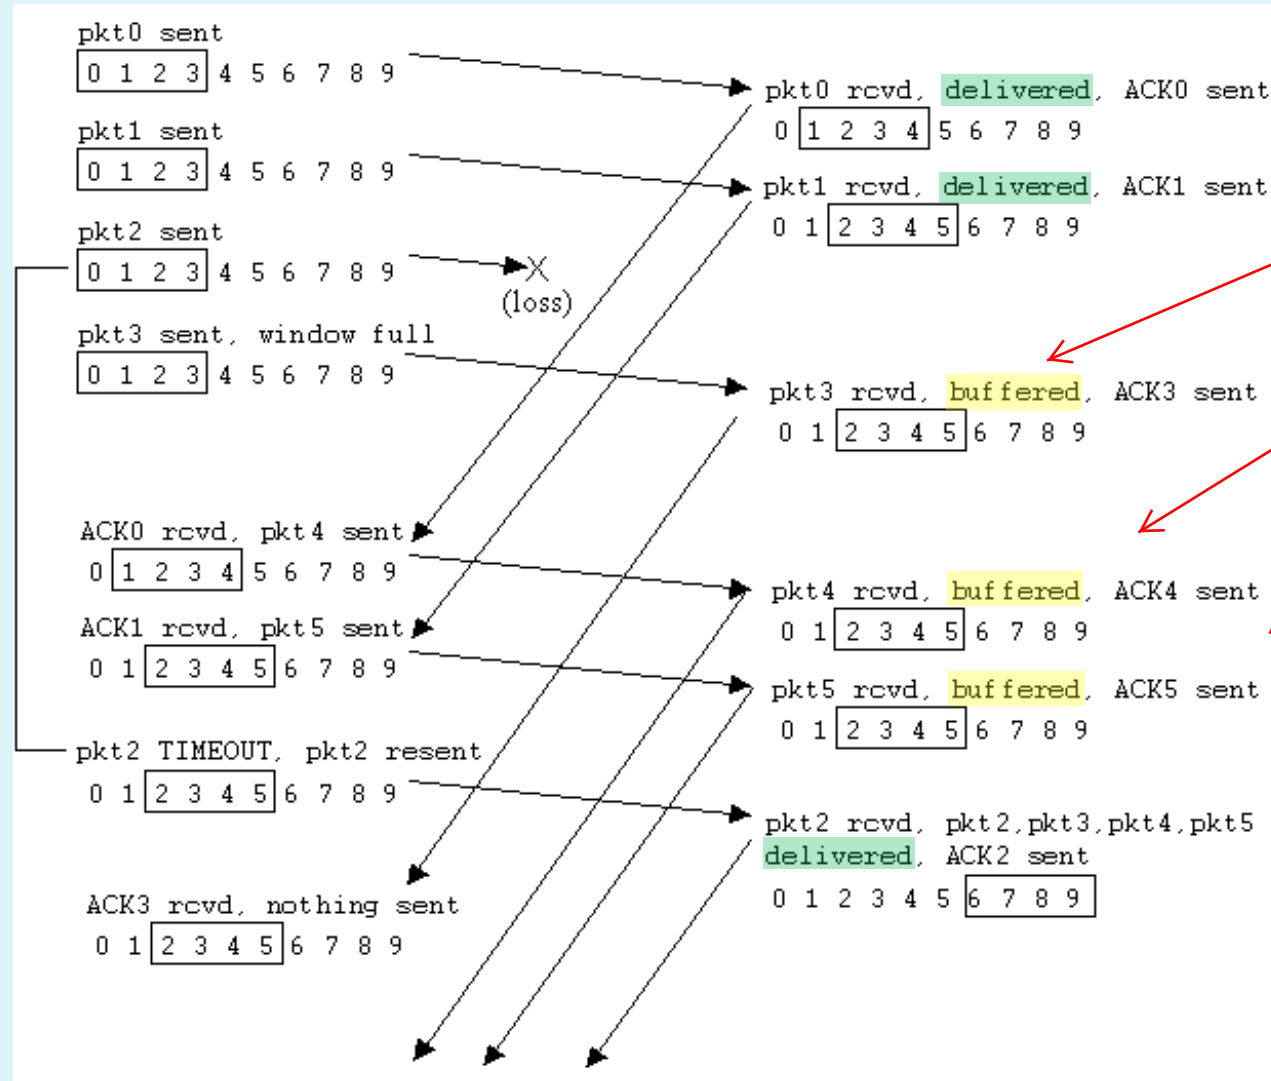 pkt0 sent
0 1 2 3 4 5 6 7 8 9
pkt1 sent
0 1 2 3 4 5 6 7 8 9
pkt2 sent
0 1 2 3 4 5 6 7 8 9
(loss)
pkt3 sent, window full
0 1 2 3 4 5 6 7 8 9
ACK0 rcvd, pkt4 sent
0 1 2 3 4 5 6 7 8 9
ACK1 rcvd, pkt5 sent
0 1 2 3 4 5 6 7 8 9
pkt2 TIMEOUT, pkt2 resent
0 1 2 3 4 5 6 7 8 9
ACK3 rcvd, nothing sent
0 1 2 3 4 5 6 7 8 9
pkt0 rcvd, delivered, ACK0 sent
0 1 2 3 4 5 6 7 8 9
pkt1 rcvd, delivered, ACK1 sent
0 1 2 3 4 5 6 7 8 9
pkt3 rcvd, buffered, ACK3 sent
0 1 2 3 4 5 6 7 8 9
pkt4 rcvd, buffered, ACK4 sent
0 1 2 3 4 5 6 7 8 9
pkt5 rcvd, buffered, ACK5 sent
0 1 2 3 4 5 6 7 8 9
pkt2 rcvd, pkt2,pkt3,pkt4,pkt5
delivered, ACK2 sent
0 1 2 3 4 5 6 7 8 9